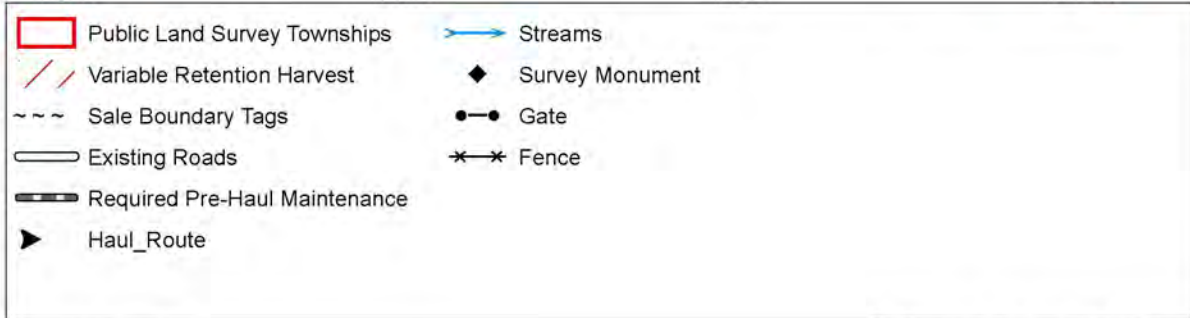 Public Land Survey Townships
Variable Retention Harvest
Sale Boundary Tags
Existing Roads
Required Pre-Haul Maintenance
Haul_Route
Streams
Survey Monument
Gate
Fence